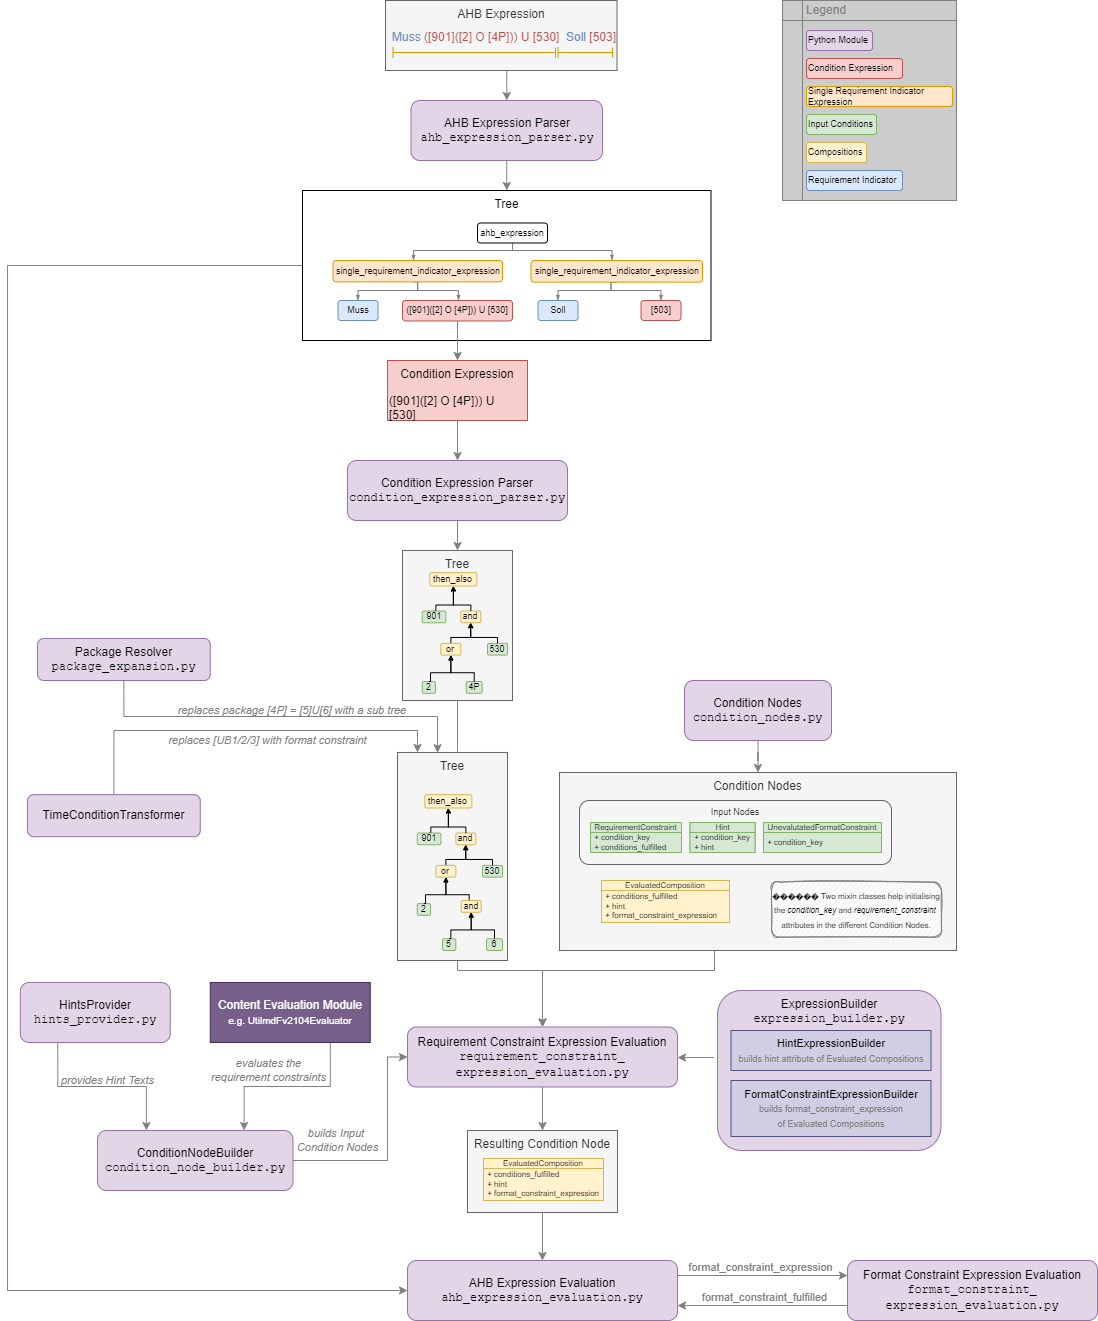 AHB Expression
Muss ([901]([2] O [4P])) U [530] Soll [503]
Legend
Python Module
Condition Expression
Single Requirement Indicator
Expression
Input Conditions
Compositions
Requirement Indicator
AHB Expression Parser
ahb_expression_parser.py
Tree
ahb_expression
single_requirement_indicator_expression
single_requirement_indicator_expression
Muss
([901]([2] O [4P])) U [530]
Soll
[503]
Condition Expression
([901]([2] O [4P])) U
[530]
Condition Expression Parser
condition_expression_parser.py
Tree
then_also
901
and
or
530
2
4P
Package Resolver
package_expansion.py
replaces package [4P] = [5]U[6] with a sub tree
replaces [UB1/2/3] with format constraint
TimeConditionTransformer
Tree
then_also
901
and
or
530
2
and
5
6
Condition Nodes
condition_nodes.py
Condition Nodes
Input Nodes
RequirementConstraint
+ condition_key
+ conditions_fulfilled
Hint
+ condition_key
+ hint
UnevalutatedFormatConstraint
+ condition_key
EvaluatedComposition
+ conditions_fulfilled
+ hint
+ format_constraint_expression
������ Two mixin classes help initialising
the condition_key and requirement_constraint
attributes in the different Condition Nodes.
HintsProvider
hints_provider.py
Content Evaluation Module
e.g. UtilmdFv2104Evaluator
provides Hint Texts
evaluates the
requirement constraints
ConditionNodeBuilder
condition_node_builder.py
builds Input
Condition Nodes
Requirement Constraint Expression Evaluation
requirement_constraint_
expression_evaluation.py
ExpressionBuilder
expression_builder.py
HintExpressionBuilder
builds hint attribute of Evaluated Compositions
FormatConstraintExpressionBuilder
builds format_constraint_expression
of Evaluated Compositions
Resulting Condition Node
EvaluatedComposition
+ conditions_fulfilled
+ hint
+ format_constraint_expression
AHB Expression Evaluation
ahb_expression_evaluation.py
format_constraint_expression
format_constraint_fulfilled
Format Constraint Expression Evaluation
format_constraint_
expression_evaluation.py